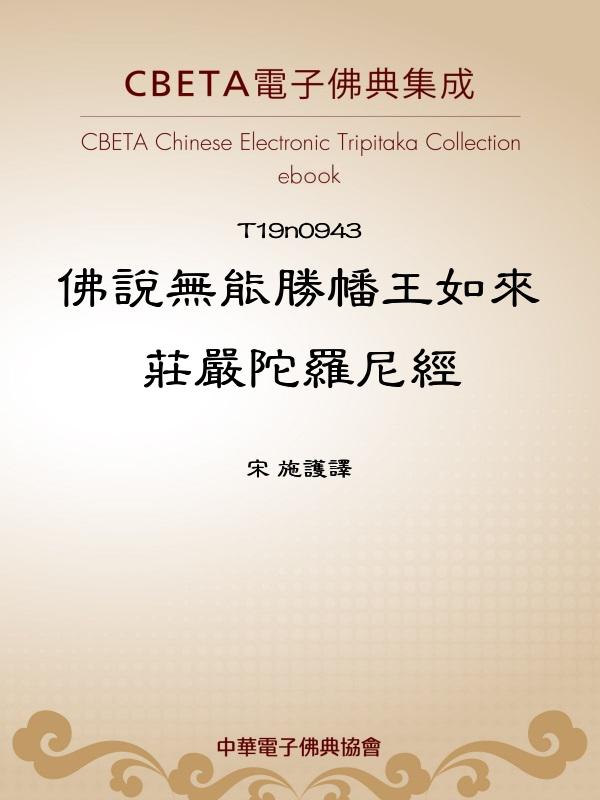 CBETA電子佛典集成
CBETA Chinese Electronic Tripitaka Collection
ebook
T19n0943
佛說無能勝幡王如來
莊嚴陀羅尼經
宋 施護譯
中華電子佛典協會